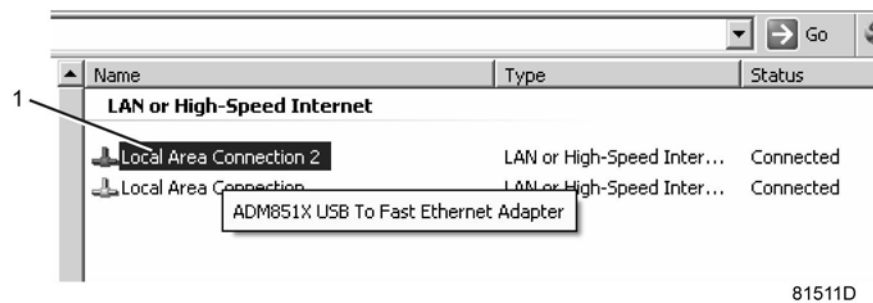 Go
Name Type Status
LAN or High-Speed Internet
1
Local Area Connection 2 LAN or High-Speed Inter... Connected
Local Area Connection LAN or High-Speed Inter... Connected
ADM851X USB To Fast Ethernet Adapter
81511D